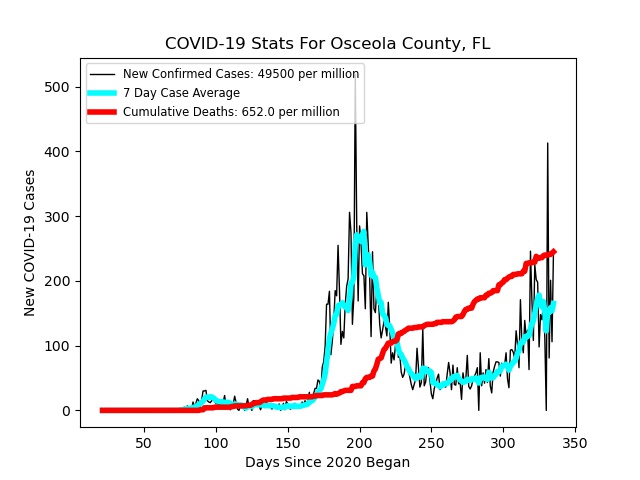 COVID-19 Stats For Osceola County, FL
New Confirmed Cases: 49500 per million
7 Day Case Average
Cumulative Deaths: 652.0 per million
500
400
300
200
100
0
New COVID-19 Cases
50 100 150 200 250 300 350
Days Since 2020 Began